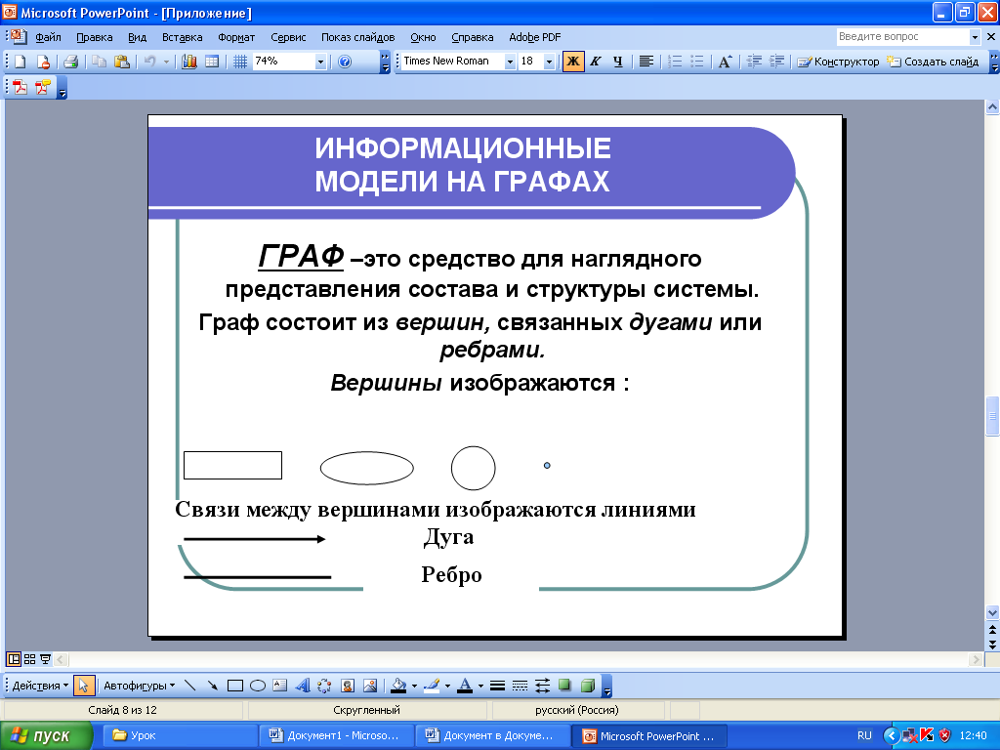 Microsoft PowerPoint - [Приложение]
Файл Правка Вид Вставка Формат Сервис Показ слайдов Окно Справка Adobe PDF Введите вопрос
74% Times New Roman 18 Ж К Ч Конструктор Создать слайд
ИНФОРМАЦИОННЫЕ
МОДЕЛИ НА ГРАФАХ
ГРАФ –это средство для наглядного
представления состава и структуры системы.
Граф состоит из вершин, связанных дугами или
ребрами.
Вершины изображаются :
Связи между вершинами изображаются линиями
Дуга
Ребро
Действия Автофигуры
Слайд 8 из 12 Скругленный русский (Россия)
пуск Урок Документ1 - Microso... Документ в Докуме... Microsoft PowerPoint ... RU 12:40